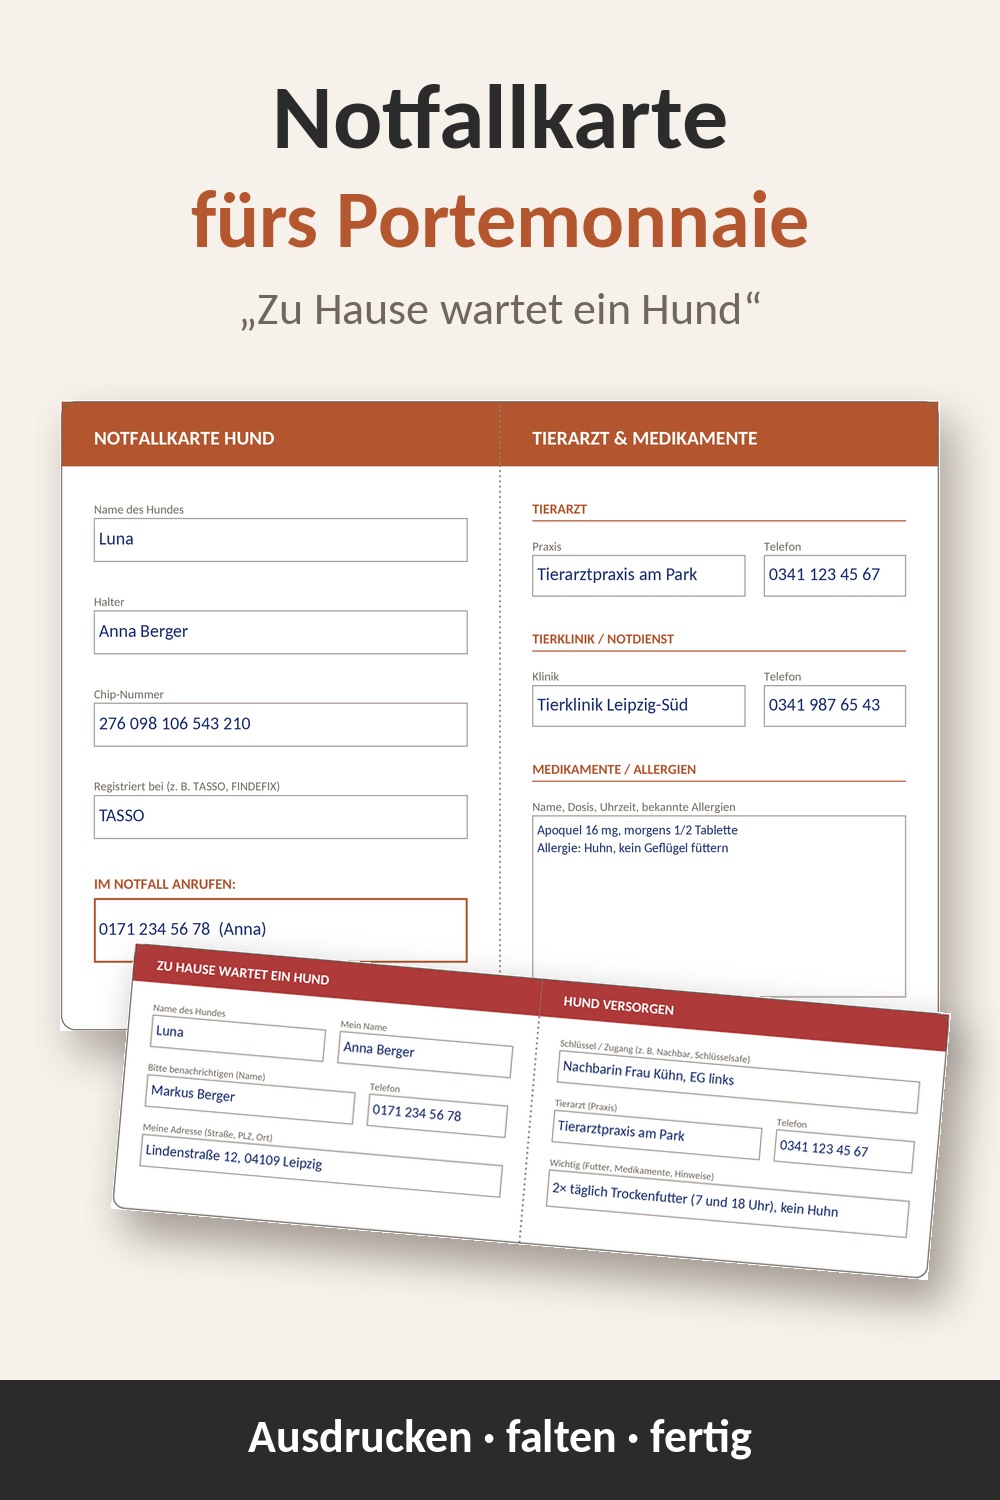 Notfallkarte
fürs Portemonnaie
„Zu Hause wartet ein Hund“
NOTFALLKARTE HUND
Name des Hundes
Luna
Halter
Anna Berger
Chip-Nummer
276 098 106 543 210
Registriert bei (z. B. TASSO, FINDEFIX)
TASSO
IM NOTFALL ANRUFEN:
0171 234 56 78 (Anna)
TIERARZT & MEDIKAMENTE
TIERARZT
Praxis Telefon
Tierarztpraxis am Park 0341 123 45 67
TIERKLINIK / NOTDIENST
Klinik Telefon
Tierklinik Leipzig-Süd 0341 987 65 43
MEDIKAMENTE / ALLERGIEN
Name, Dosis, Uhrzeit, bekannte Allergien
Apoquel 16 mg, morgens 1/2 Tablette
Allergie: Huhn, kein Geflügel füttern
ZU HAUSE WARTET EIN HUND
Name des Hundes Mein Name
Luna Anna Berger
Bitte benachrichtigen (Name) Telefon
Markus Berger 0171 234 56 78
Meine Adresse (Straße, PLZ, Ort)
Lindenstraße 12, 04109 Leipzig
HUND VERSORGEN
Schlüssel / Zugang (z. B. Nachbar, Schlüsselsafe)
Nachbarin Frau Kühn, EG links
Tierarzt (Praxis) Telefon
Tierarztpraxis am Park 0341 123 45 67
Wichtig (Futter, Medikamente, Hinweise)
2× täglich Trockenfutter (7 und 18 Uhr), kein Huhn
Ausdrucken · falten · fertig